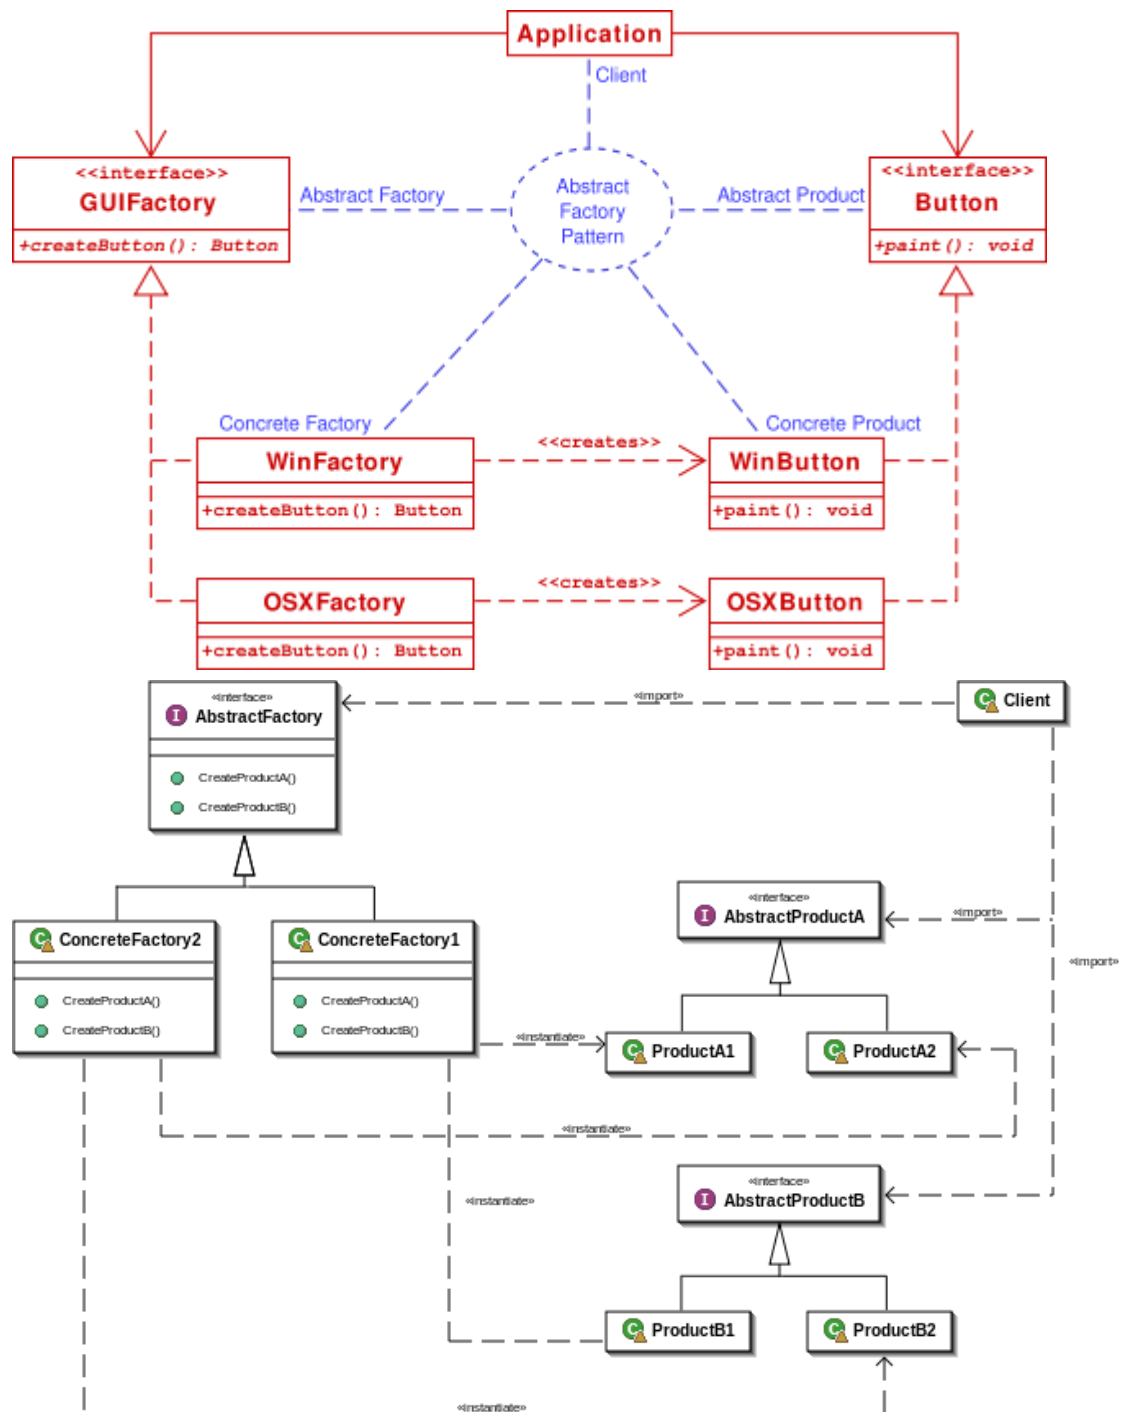 Application
Client
<<interface>>
GUIFactory
+createButton(): Button
Abstract Factory
Abstract
Factory
Pattern
Abstract Product
<<interface>>
Button
+paint(): void
Concrete Factory
Concrete Product
WinFactory
+createButton(): Button
<<creates>>
WinButton
+paint(): void
OSXFactory
+createButton(): Button
<<creates>>
OSXButton
+paint(): void
«interface»
I AbstractFactory
CreateProductA()
CreateProductB()
«import»
C Client
C ConcreteFactory2
CreateProductA()
CreateProductB()
C ConcreteFactory1
CreateProductA()
CreateProductB()
«interface»
I AbstractProductA
«import»
«import»
«instantiate»
C ProductA1
C ProductA2
«instantiate»
«instantiate»
«interface»
I AbstractProductB
C ProductB1
C ProductB2
«instantiate»